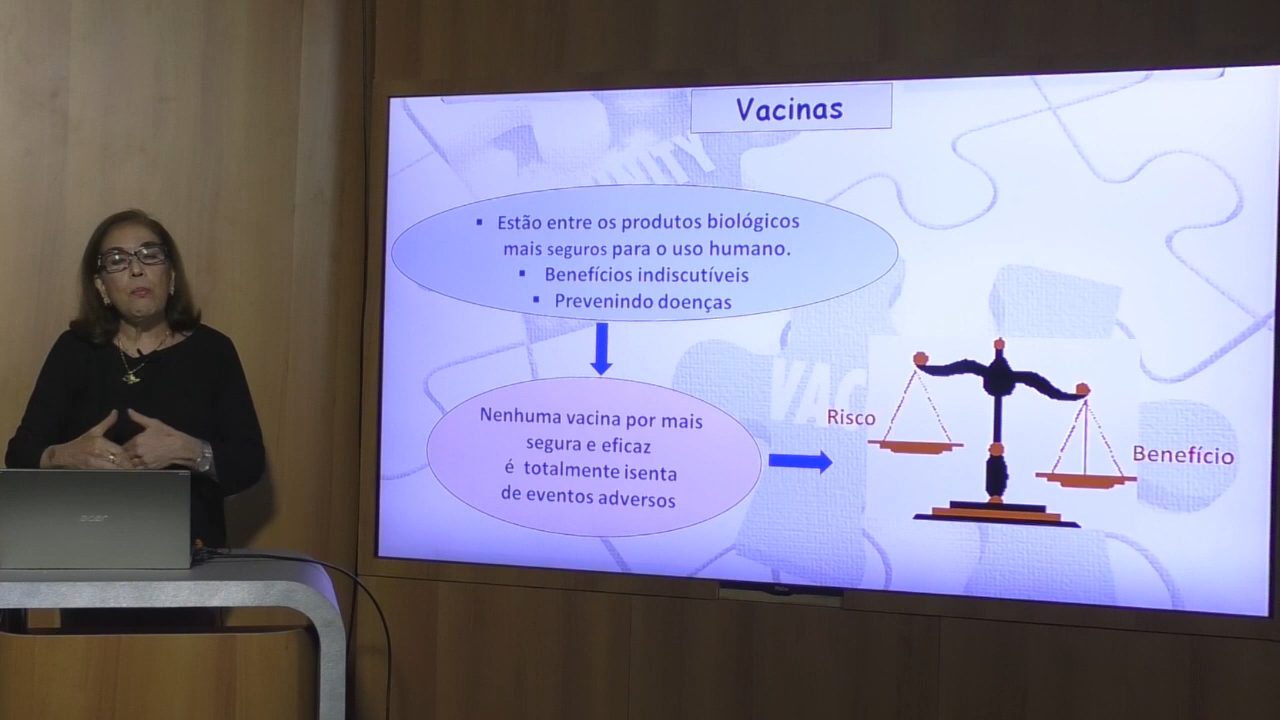 Vacinas
▪ Estão entre os produtos biológicos
mais seguros para o uso humano.
▪ Benefícios indiscutíveis
▪ Prevenindo doenças
Nenhuma vacina por mais
segura e eficaz
é totalmente isenta
de eventos adversos
Risco
Benefício
VAC
acer